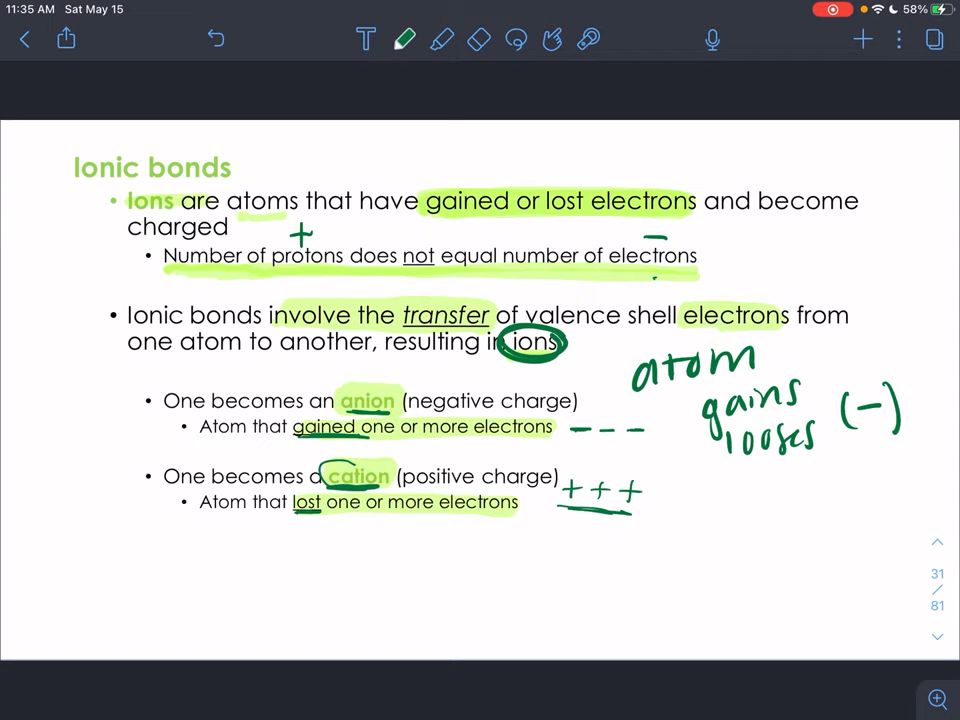 11:35 AM Sat May 15
58%
Ionic bonds
• Ions are atoms that have gained or lost electrons and become
charged
+ −
• Number of protons does not equal number of electrons
• Ionic bonds involve the transfer of valence shell electrons from
one atom to another, resulting in ions
atom
• One becomes an anion (negative charge)
gains (−)
• Atom that gained one or more electrons − − −
looses
• One becomes a cation (positive charge)
+ + +
• Atom that lost one or more electrons
31
/
81